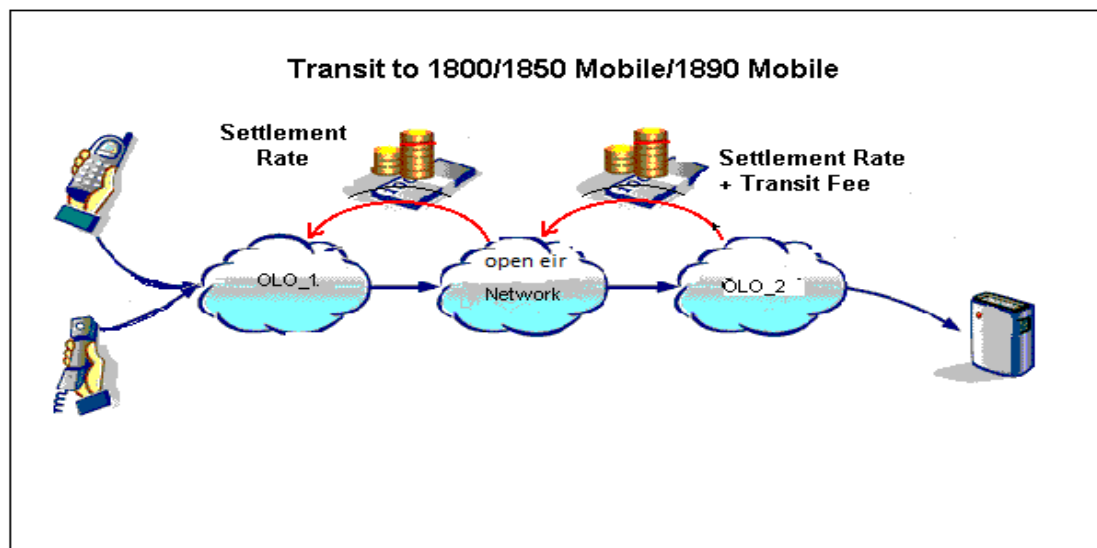 Transit to 1800/1850 Mobile/1890 Mobile
Settlement
Rate
Settlement Rate
+ Transit Fee
OLO_1
open eir
Network
OLO_2